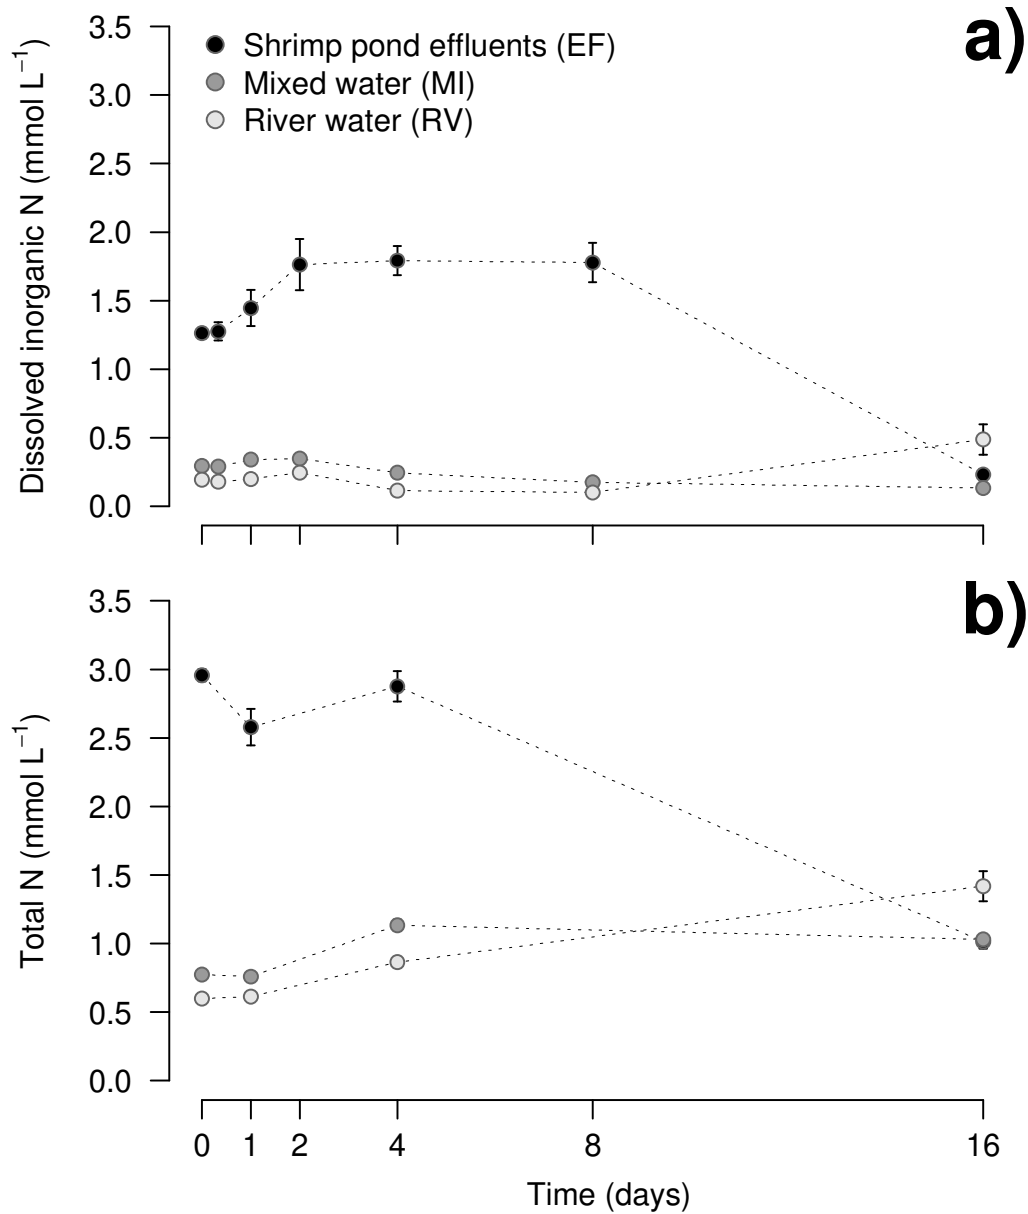 a)
Shrimp pond effluents (EF)
Mixed water (MI)
River water (RV)
Dissolved inorganic N (mmol L⁻¹)
3.5
3.0
2.5
2.0
1.5
1.0
0.5
0.0
b)
Total N (mmol L⁻¹)
3.5
3.0
2.5
2.0
1.5
1.0
0.5
0.0
0 1 2 4 8 16
Time (days)